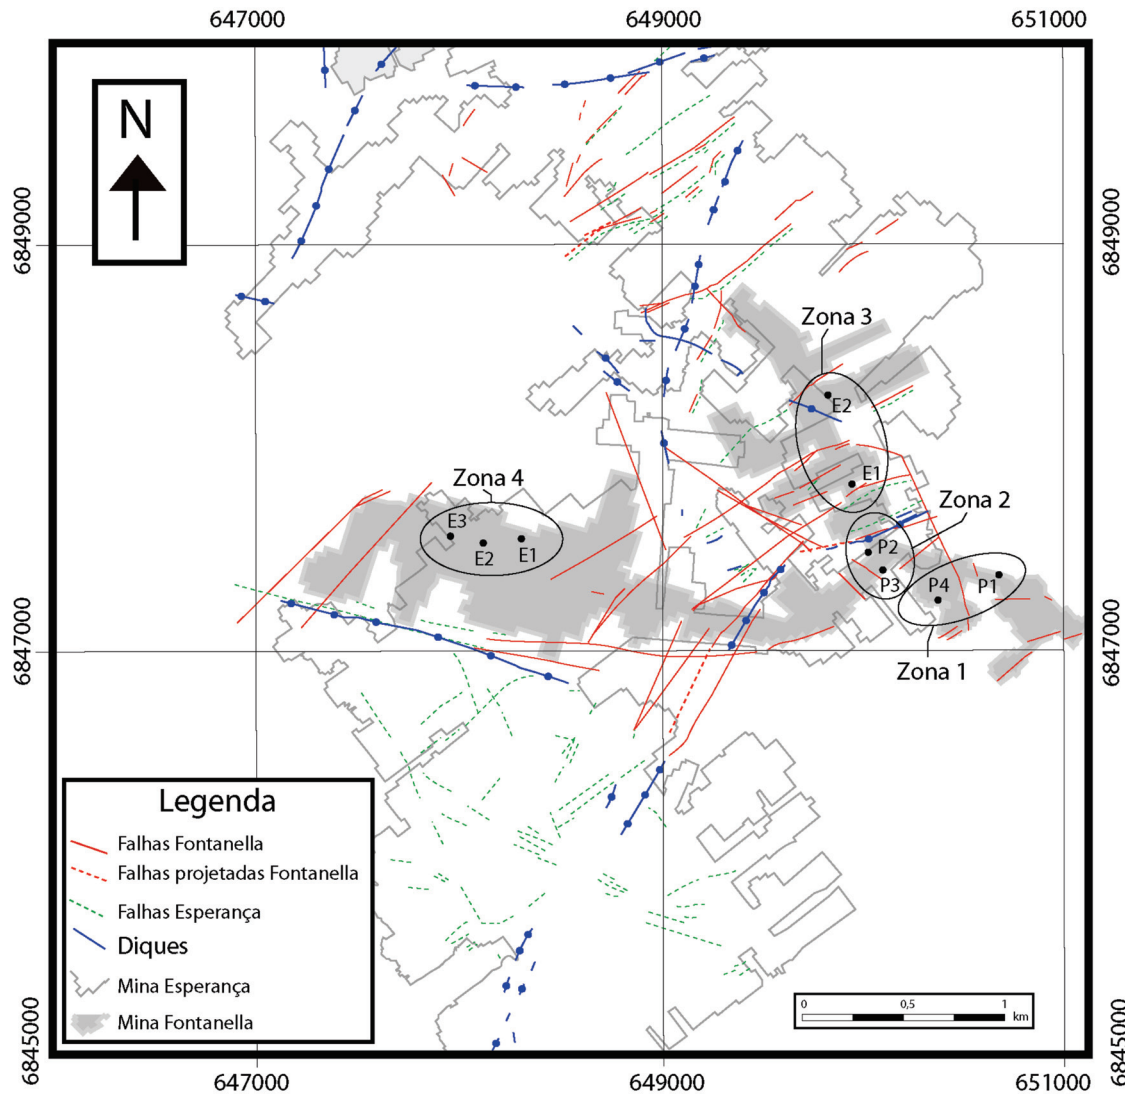 647000
649000
651000
N
6849000
6849000
Zona 3
E2
E1
Zona 4
E3
E2
E1
Zona 2
P2
P3
P4
P1
Zona 1
6847000
6847000
Legenda
Falhas Fontanella
Falhas projetadas Fontanella
Falhas Esperança
Diques
Mina Esperança
Mina Fontanella
0
0,5
1
km
6845000
6845000
647000
649000
651000